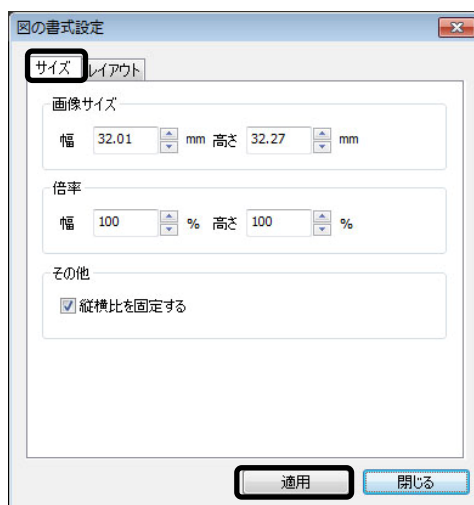 図の書式設定
サイズ レイアウト
画像サイズ
幅 32.01 mm 高さ 32.27 mm
倍率
幅 100 % 高さ 100 %
その他
縦横比を固定する
適用 閉じる